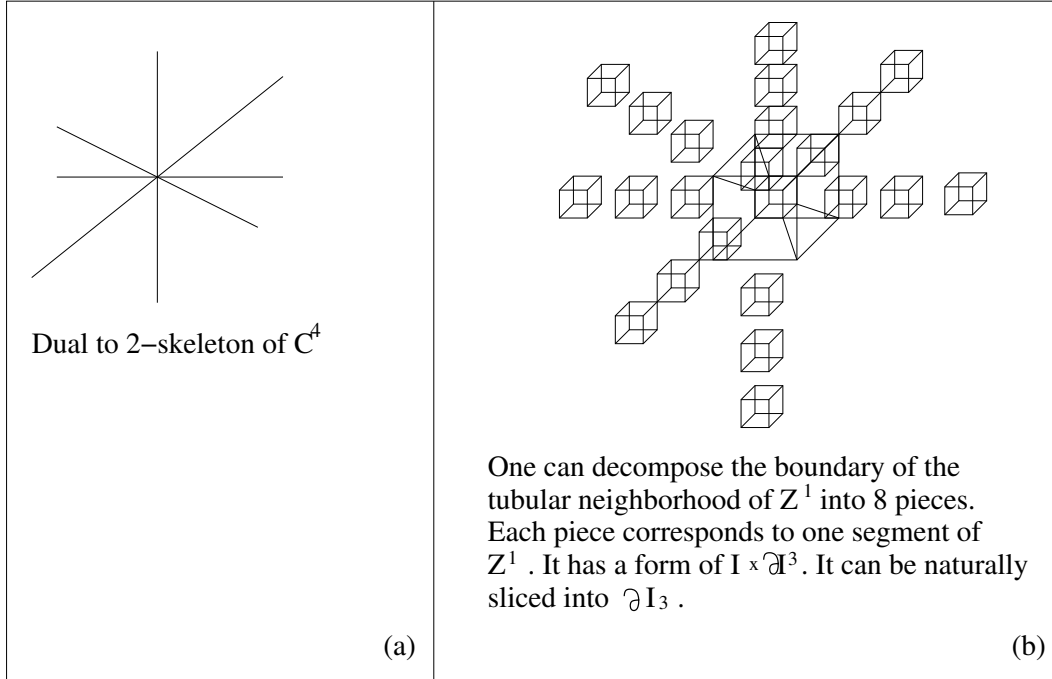 Dual to 2−skeleton of C⁴
(a)
One can decompose the boundary of the
tubular neighborhood of Z¹ into 8 pieces.
Each piece corresponds to one segment of
Z¹ . It has a form of I x ∂I³. It can be naturally
sliced into ∂I₃ .
(b)